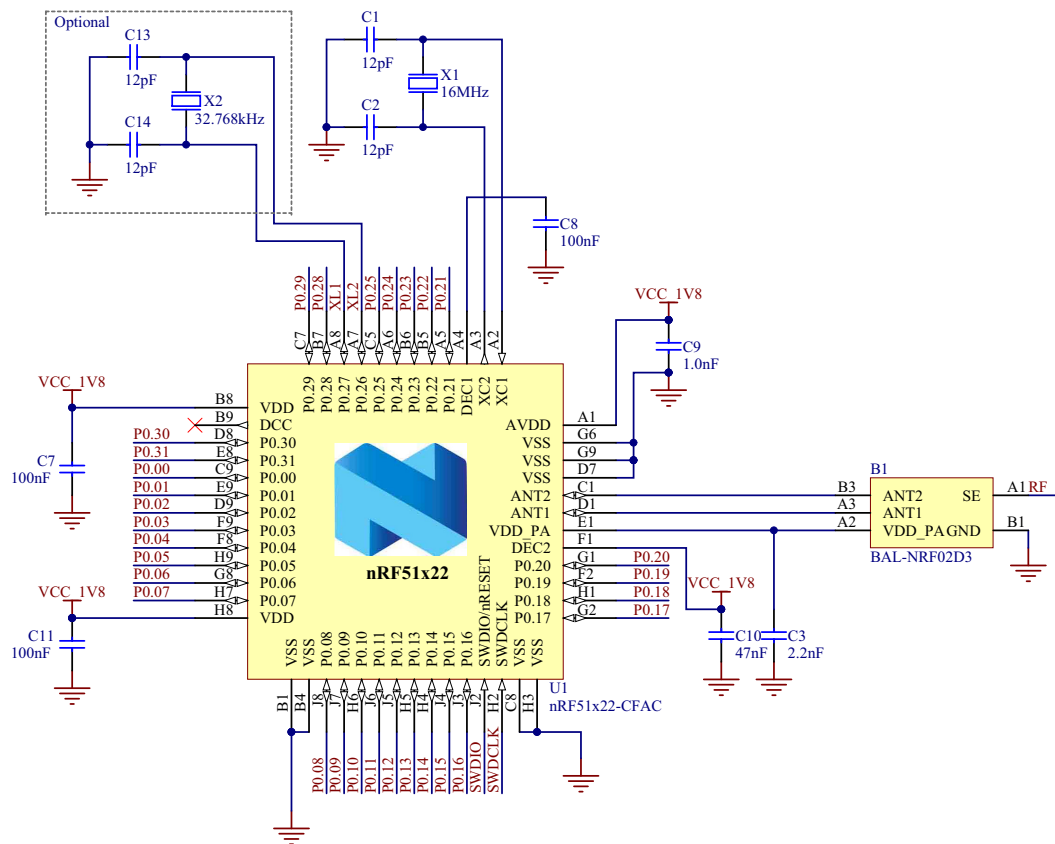 Optional
C13
12pF
X2
32.768kHz
C14
12pF
C1
12pF
X1
16MHz
C2
12pF
C8
100nF
P0.29
P0.28
XL1
XL2
P0.25
P0.24
P0.23
P0.22
P0.21
C7
B7
A8
A7
C5
A6
B6
B5
A5
A4
A3
A2
P0.29
P0.28
P0.27
P0.26
P0.25
P0.24
P0.23
P0.22
P0.21
DEC1
XC2
XC1
VCC_1V8
C9
1.0nF
VCC_1V8
C7
100nF
B8 VDD
B9 DCC
P0.30 D8 P0.30
P0.31 E8 P0.31
P0.00 C9 P0.00
P0.01 E9 P0.01
P0.02 D9 P0.02
P0.03 F9 P0.03
P0.04 F8 P0.04
P0.05 H9 P0.05
P0.06 G8 P0.06
P0.07 H7 P0.07
H8 VDD
VCC_1V8
C11
100nF
nRF51x22
AVDD A1
VSS G6
VSS G9
VSS D7
ANT2 C1
ANT1 D1
VDD_PA E1
DEC2 F1
P0.20 G1 P0.20
P0.19 F2 P0.19
P0.18 H1 P0.18
P0.17 G2 P0.17
B1
B3 ANT2 SE A1 RF
A3 ANT1
A2 VDD_PAGND B1
BAL-NRF02D3
VCC_1V8
C10
47nF
C3
2.2nF
VSS
VSS
P0.08
P0.09
P0.10
P0.11
P0.12
P0.13
P0.14
P0.15
P0.16
SWDIO/nRESET
SWDCLK
VSS
VSS
U1
nRF51x22-CFAC
B1
B4
J8
J7
H6
J6
J5
H5
H4
J4
J3
J2
H2
C8
H3
P0.08
P0.09
P0.10
P0.11
P0.12
P0.13
P0.14
P0.15
P0.16
SWDIO
SWDCLK